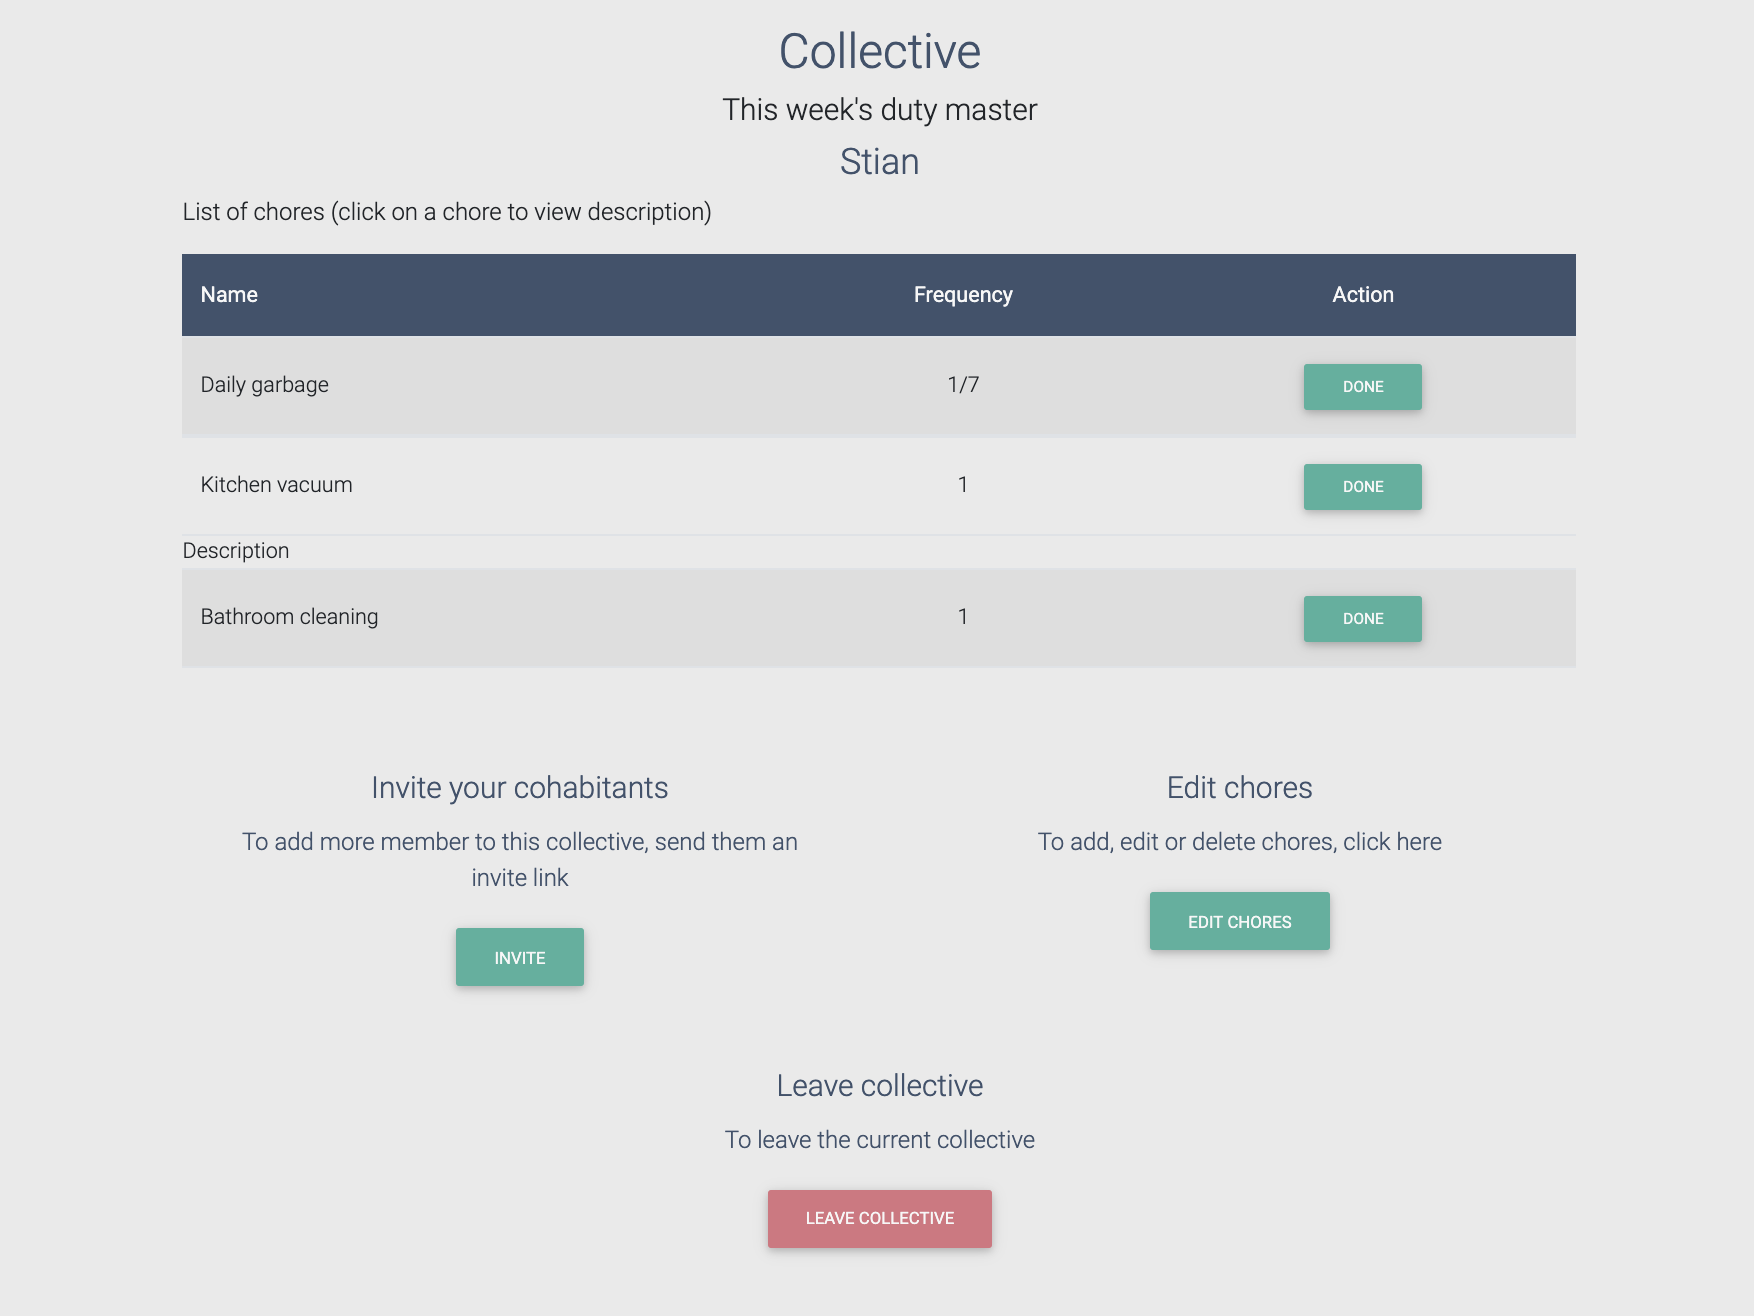 Collective
This week's duty master
Stian
List of chores (click on a chore to view description)
Name Frequency Action
Daily garbage 1/7 DONE
Kitchen vacuum 1 DONE
Description
Bathroom cleaning 1 DONE
Invite your cohabitants
To add more member to this collective, send them an
invite link
INVITE
Edit chores
To add, edit or delete chores, click here
EDIT CHORES
Leave collective
To leave the current collective
LEAVE COLLECTIVE